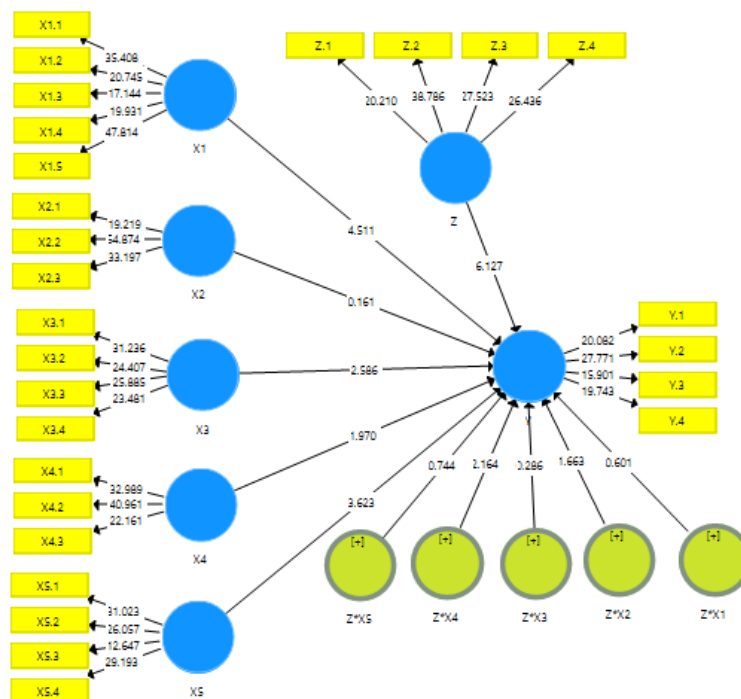 X1.1
X1.2
X1.3
X1.4
X1.5
35.408
20.745
17.144
19.931
47.814
X1
Z.1
Z.2
Z.3
Z.4
20.210
38.786
27.523
26.436
Z
X2.1
X2.2
X2.3
19.219
54.874
33.197
X2
4.511
6.127
0.161
X3.1
X3.2
X3.3
X3.4
31.236
24.407
25.885
23.481
X3
2.586
Y.1
Y.2
Y.3
Y.4
20.082
27.771
15.901
19.743
Y
X4.1
X4.2
X4.3
32.989
40.961
22.161
X4
1.970
3.623
0.744
2.164
0.286
1.663
0.601
[+]
[+]
[+]
[+]
[+]
Z*X5
Z*X4
Z*X3
Z*X2
Z*X1
X5.1
X5.2
X5.3
X5.4
31.023
26.057
12.647
29.193
X5